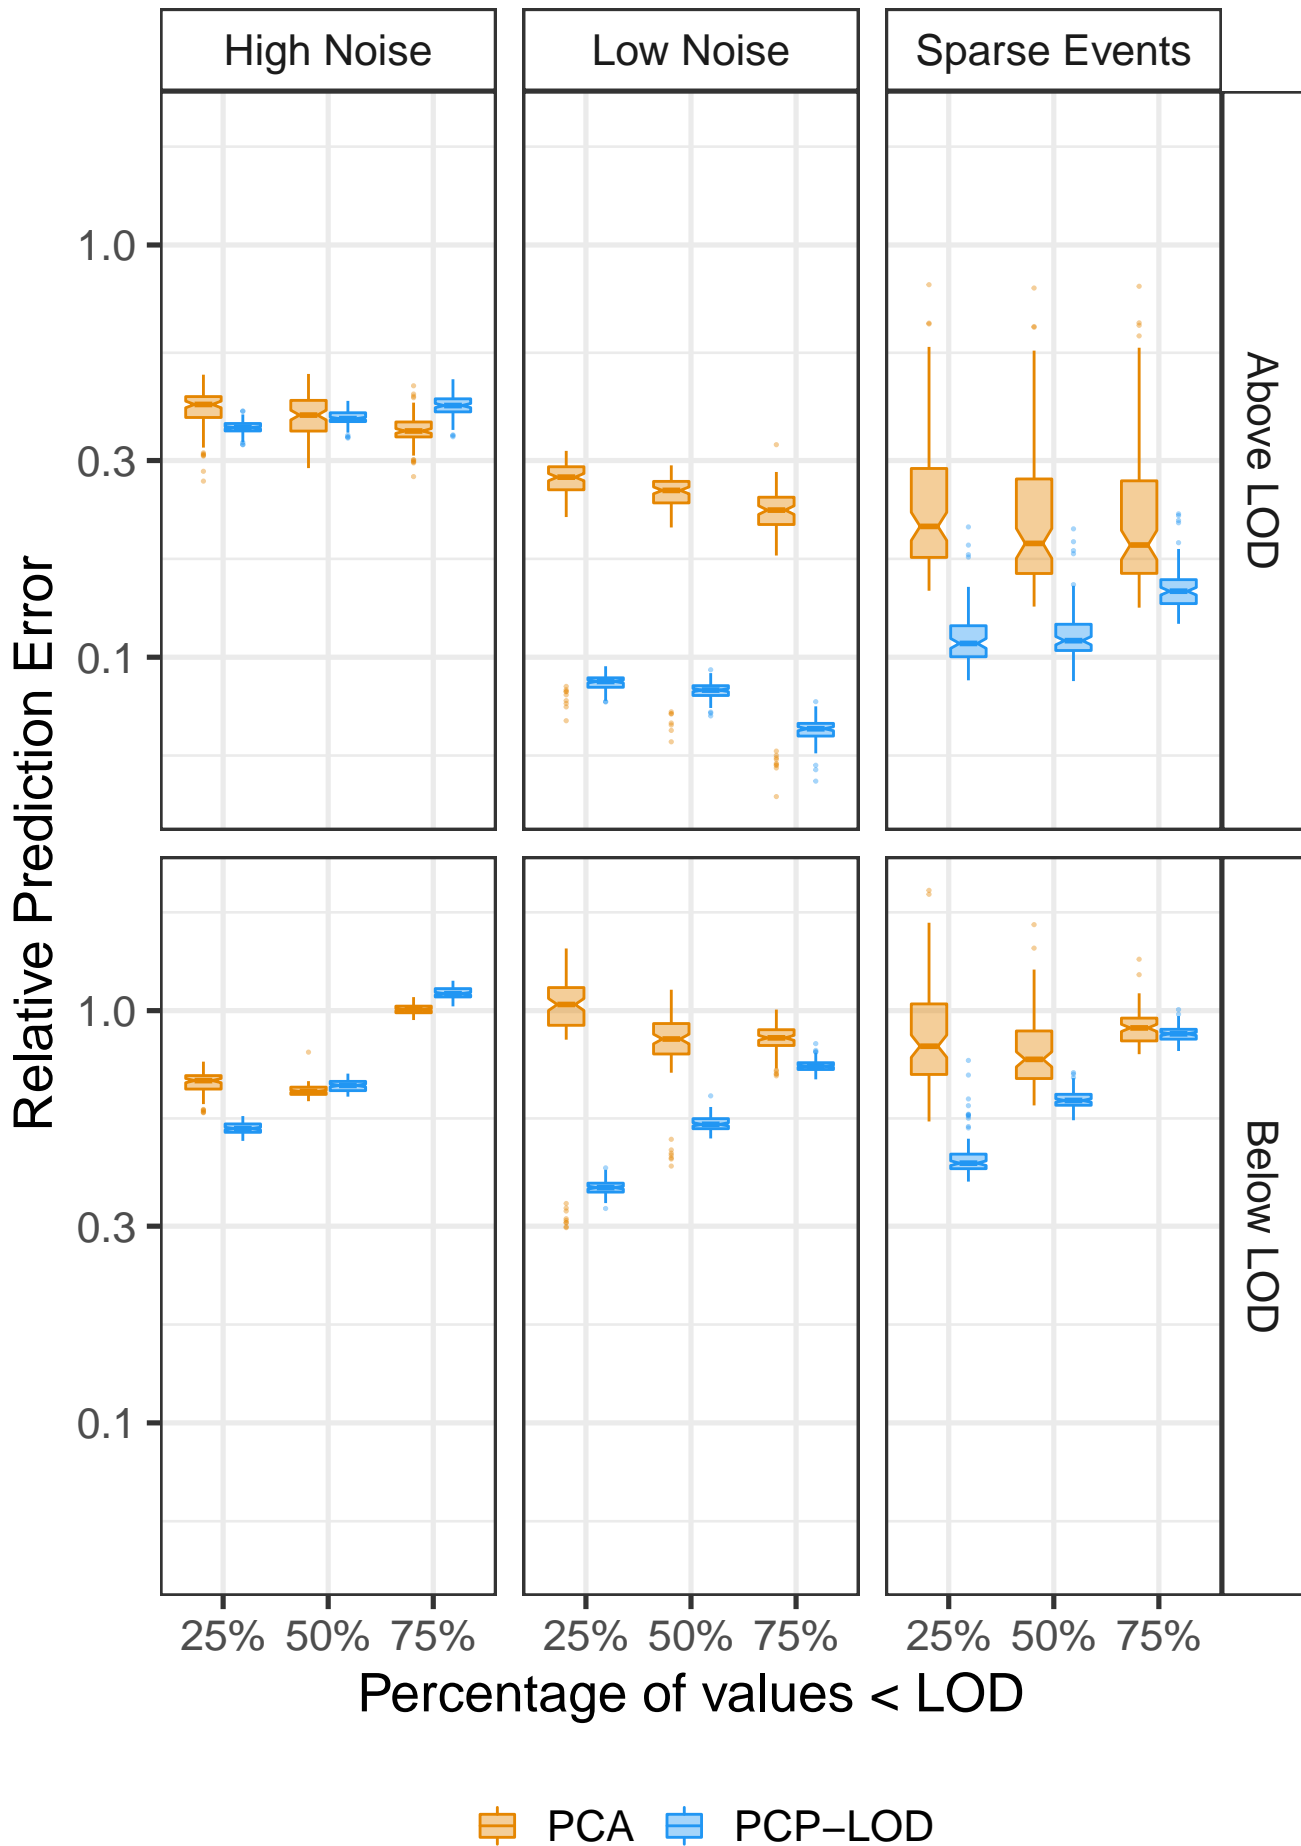 High Noise Low Noise Sparse Events
Relative Prediction Error
1.0
0.3
0.1
Above LOD
1.0
0.3
0.1
Below LOD
25% 50% 75% 25% 50% 75% 25% 50% 75%
Percentage of values < LOD
PCA PCP−LOD